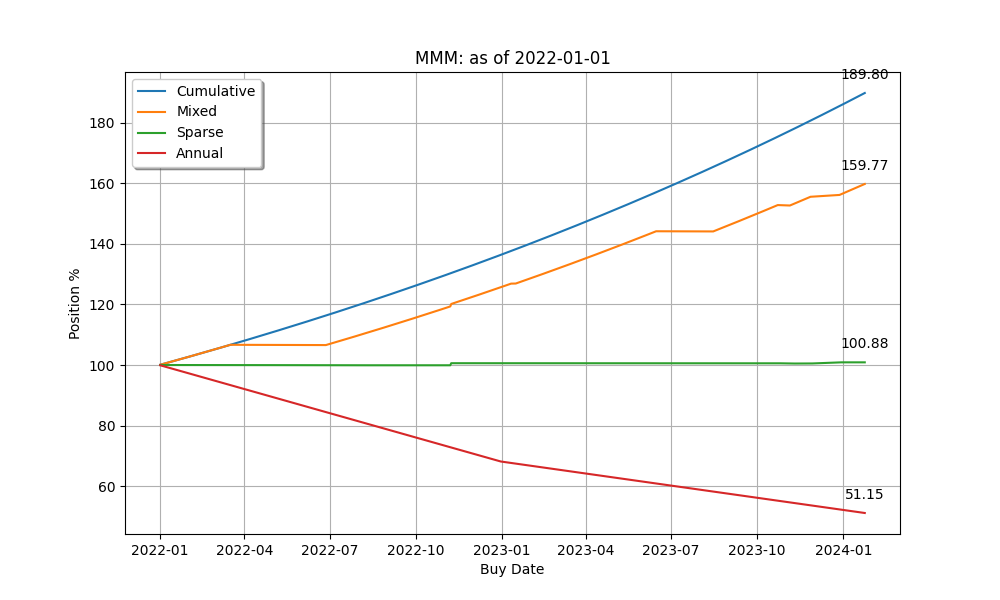 MMM: as of 2022-01-01
189.80
Cumulative
Mixed
Sparse
Annual
159.77
100.88
51.15
180
160
140
120
100
80
60
Position %
2022-01 2022-04 2022-07 2022-10 2023-01 2023-04 2023-07 2023-10 2024-01
Buy Date